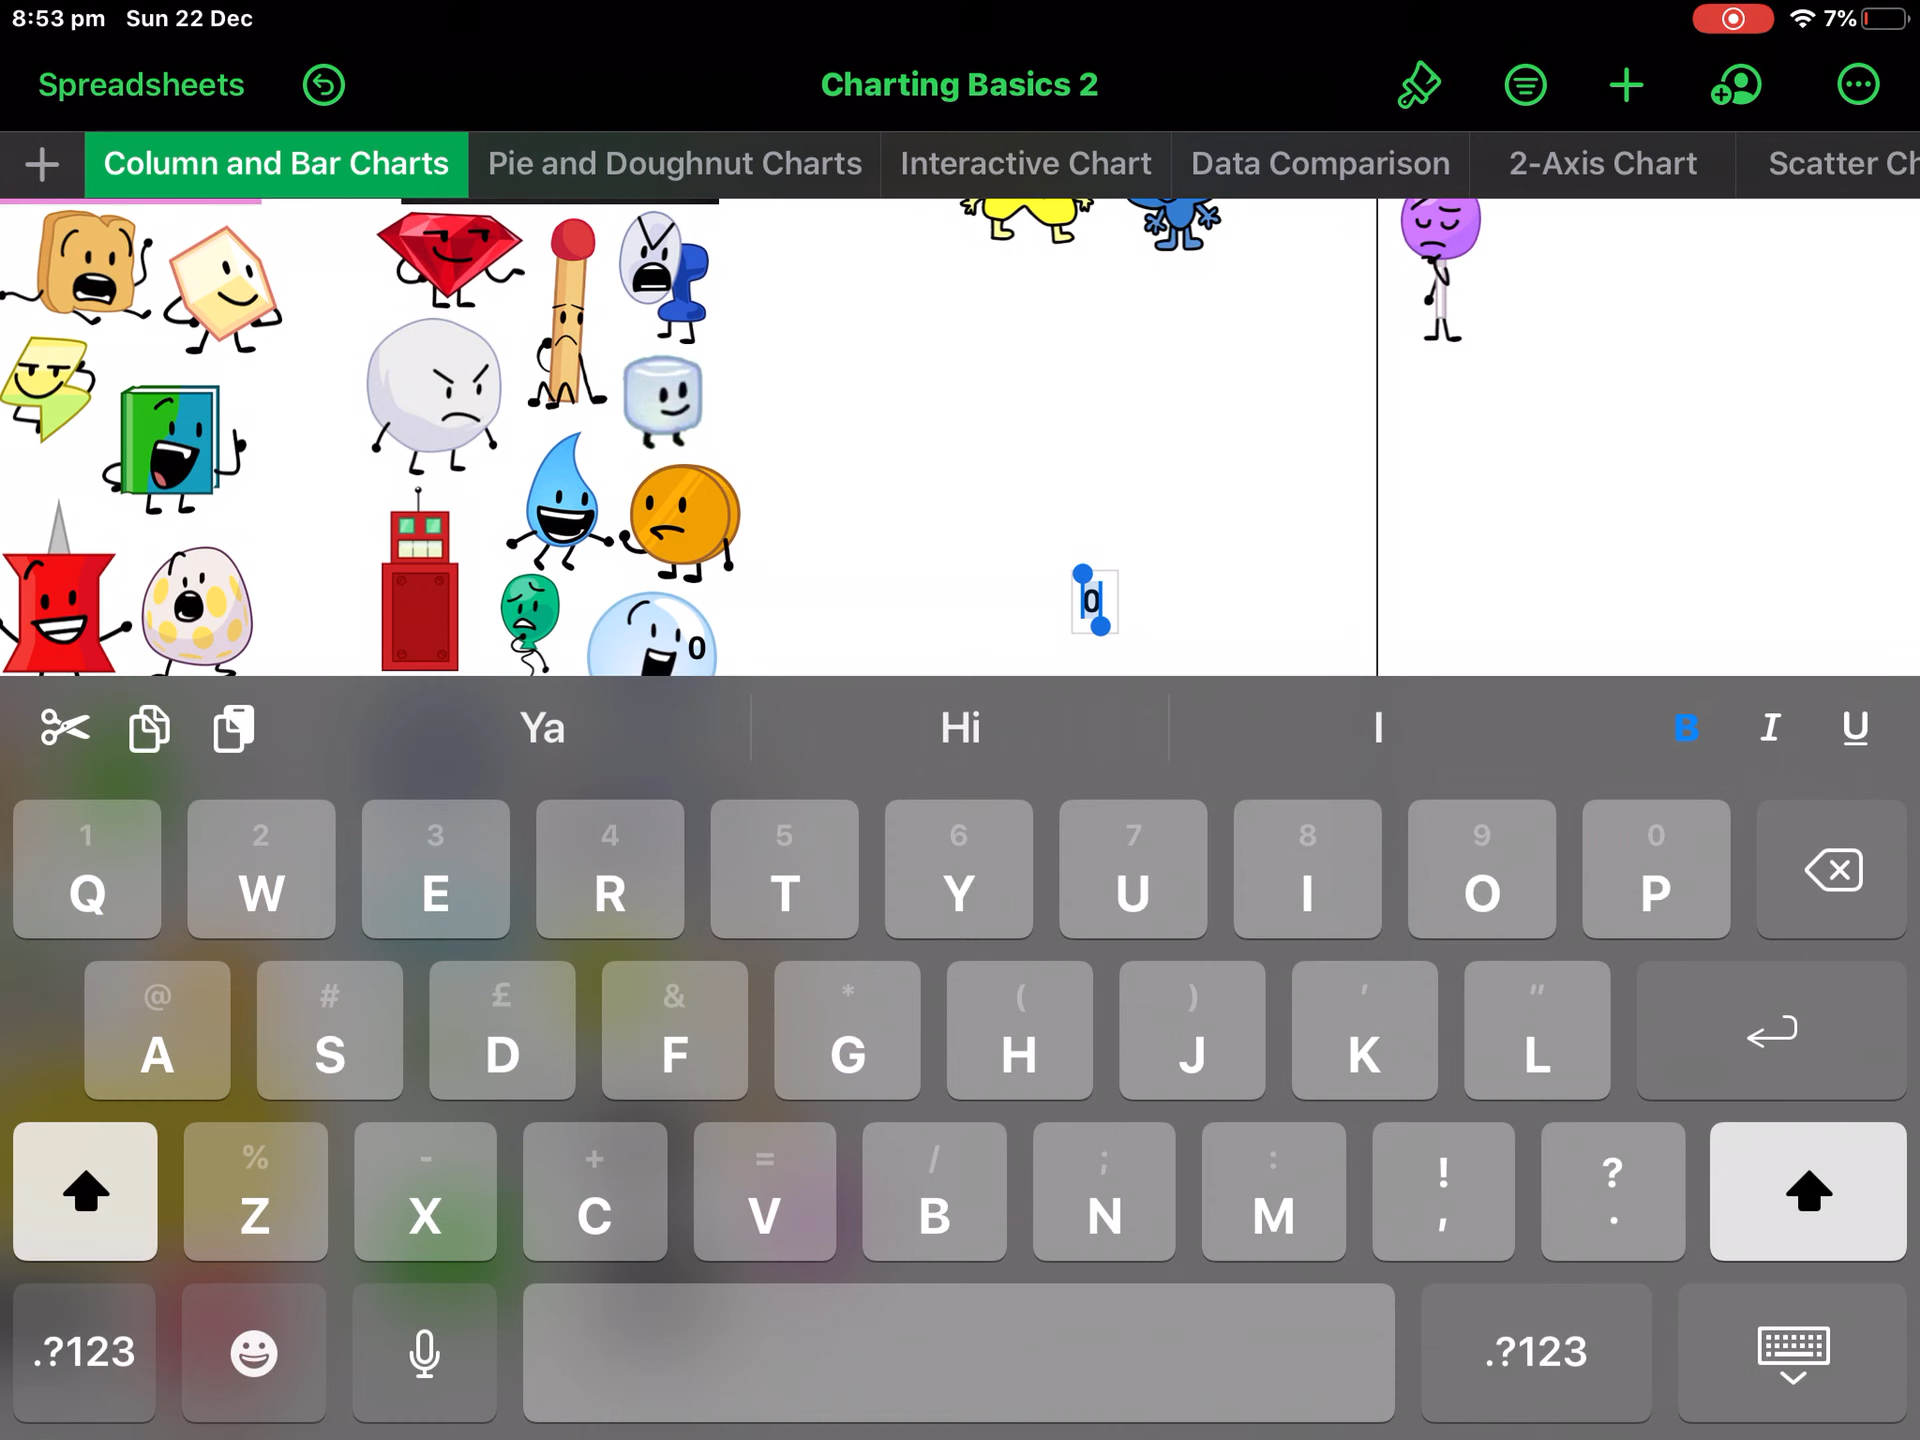 8:53 pm Sun 22 Dec 7%
Spreadsheets Charting Basics 2
Column and Bar Charts Pie and Doughnut Charts Interactive Chart Data Comparison 2-Axis Chart Scatter Ch
0
0
Ya Hi I B I U
1 2 3 4 5 6 7 8 9 0
Q W E R T Y U I O P
@ # £ & * ( ) ' "
A S D F G H J K L
% - + = / ; : ! ?
Z X C V B N M , .
.?123 .?123